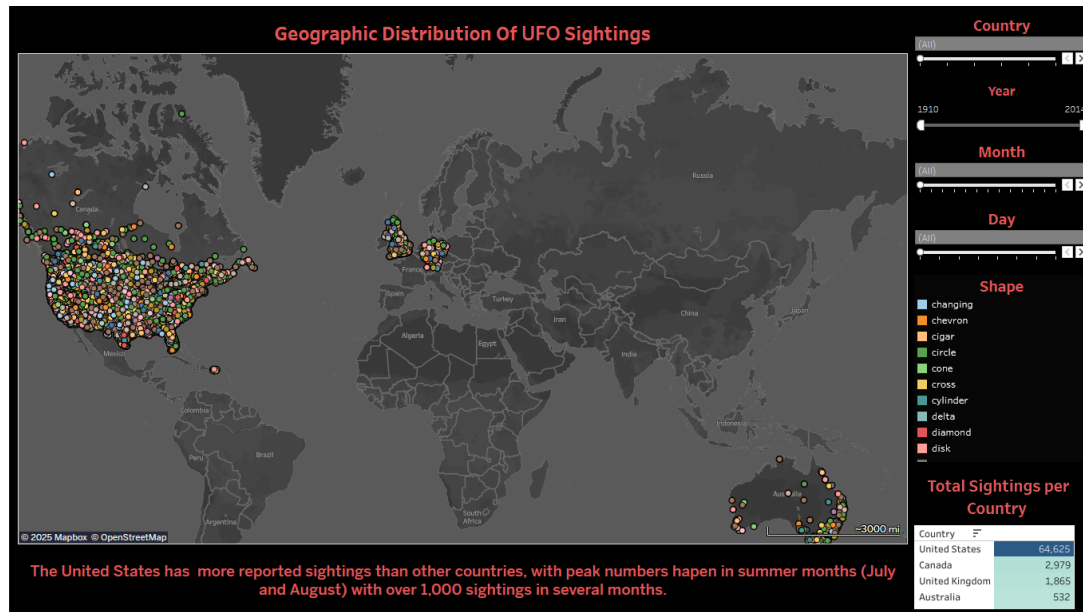 Geographic Distribution Of UFO Sightings
Russia
Canada
France
Spain
Turkey
Japan
China
Iran
Algeria
Egypt
India
Mexico
Colombia
Indonesia
Peru
Brazil
South
Africa
Argentina
~3000 mi
© 2025 Mapbox © OpenStreetMap
The United States has  more reported sightings than other countries, with peak numbers hapen in summer months (July
and August) with over 1,000 sightings in several months.
Country
(All)
Year
1910 2014
Month
(All)
Day
(All)
Shape
changing
chevron
cigar
circle
cone
cross
cylinder
delta
diamond
disk
Total Sightings per
Country
Country
United States 64,625
Canada 2,979
United Kingdom 1,865
Australia 532